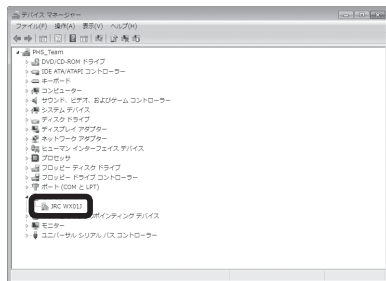 デバイス マネージャー
ファイル(F) 操作(A) 表示(V) ヘルプ(H)
PHS_Team
DVD/CD-ROM ドライブ
IDE ATA/ATAPI コントローラー
キーボード
コンピューター
サウンド、ビデオ、およびゲーム コントローラー
システム デバイス
ディスク ドライブ
ディスプレイ アダプター
ネットワーク アダプター
ヒューマン インターフェイス デバイス
プロセッサ
フロッピー ディスク ドライブ
フロッピー ドライブ コントローラー
ポート (COM と LPT)
JRC WX01J
ポインティング デバイス
モニター
ユニバーサル シリアル バス コントローラー